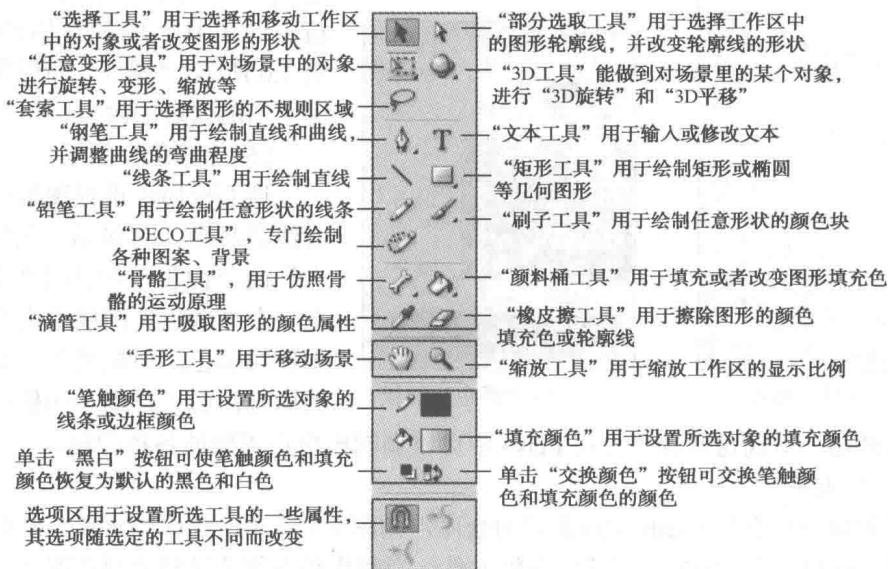 “选择工具”用于选择和移动工作区
中的对象或者改变图形的形状
“任意变形工具”用于对场景中的对象
进行旋转、变形、缩放等
“套索工具”用于选择图形的不规则区域
“钢笔工具”用于绘制直线和曲线，
并调整曲线的弯曲程度
“线条工具”用于绘制直线
“铅笔工具”用于绘制任意形状的线条
“DECO工具”，专门绘制
各种图案、背景
“骨骼工具”，用于仿照骨
骼的运动原理
“滴管工具”用于吸取图形的颜色属性
“手形工具”用于移动场景
“笔触颜色”用于设置所选对象的
线条或边框颜色
单击“黑白”按钮可使笔触颜色和填充
颜色恢复为默认的黑色和白色
选项区用于设置所选工具的一些属性，
其选项随选定的工具不同而改变
“部分选取工具”用于选择工作区中
的图形轮廓线，并改变轮廓线的形状
“3D工具”能做到对场景里的某个对象，
进行“3D旋转”和“3D平移”
“文本工具”用于输入或修改文本
“矩形工具”用于绘制矩形或椭圆
等几何图形
“刷子工具”用于绘制任意形状的颜色块
“颜料桶工具”用于填充或者改变图形填充色
“橡皮擦工具”用于擦除图形的颜色
填充色或轮廓线
“缩放工具”用于缩放工作区的显示比例
“填充颜色”用于设置所选对象的填充颜色
单击“交换颜色”按钮可交换笔触颜
色和填充颜色的颜色